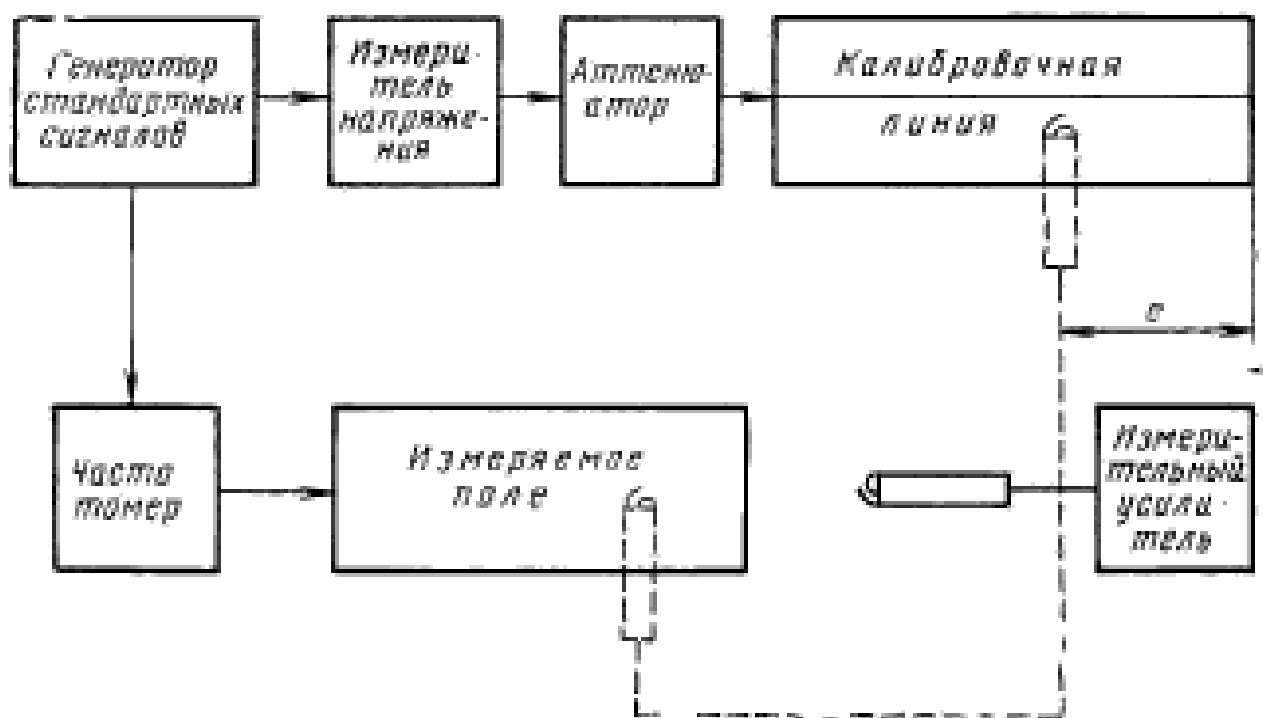 Генератор
стандартных
сигналов
Измери-
тель
напряже-
ния
Аттеню-
атор
Калибровочная
линия
e
Часто
томер
Измеряемое
поле
Измери-
тельный
усили-
тель